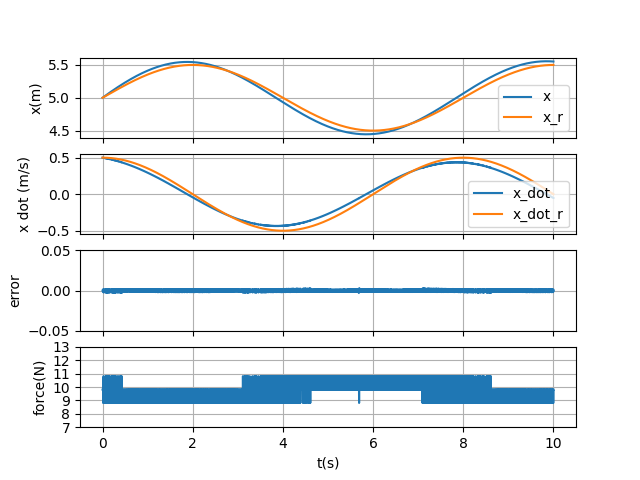 5.5
5.0
4.5
x(m)
x
x_r
0.5
0.0
−0.5
x dot (m/s)
x_dot
x_dot_r
0.05
0.00
−0.05
error
13
12
11
10
9
8
7
force(N)
0 2 4 6 8 10
t(s)